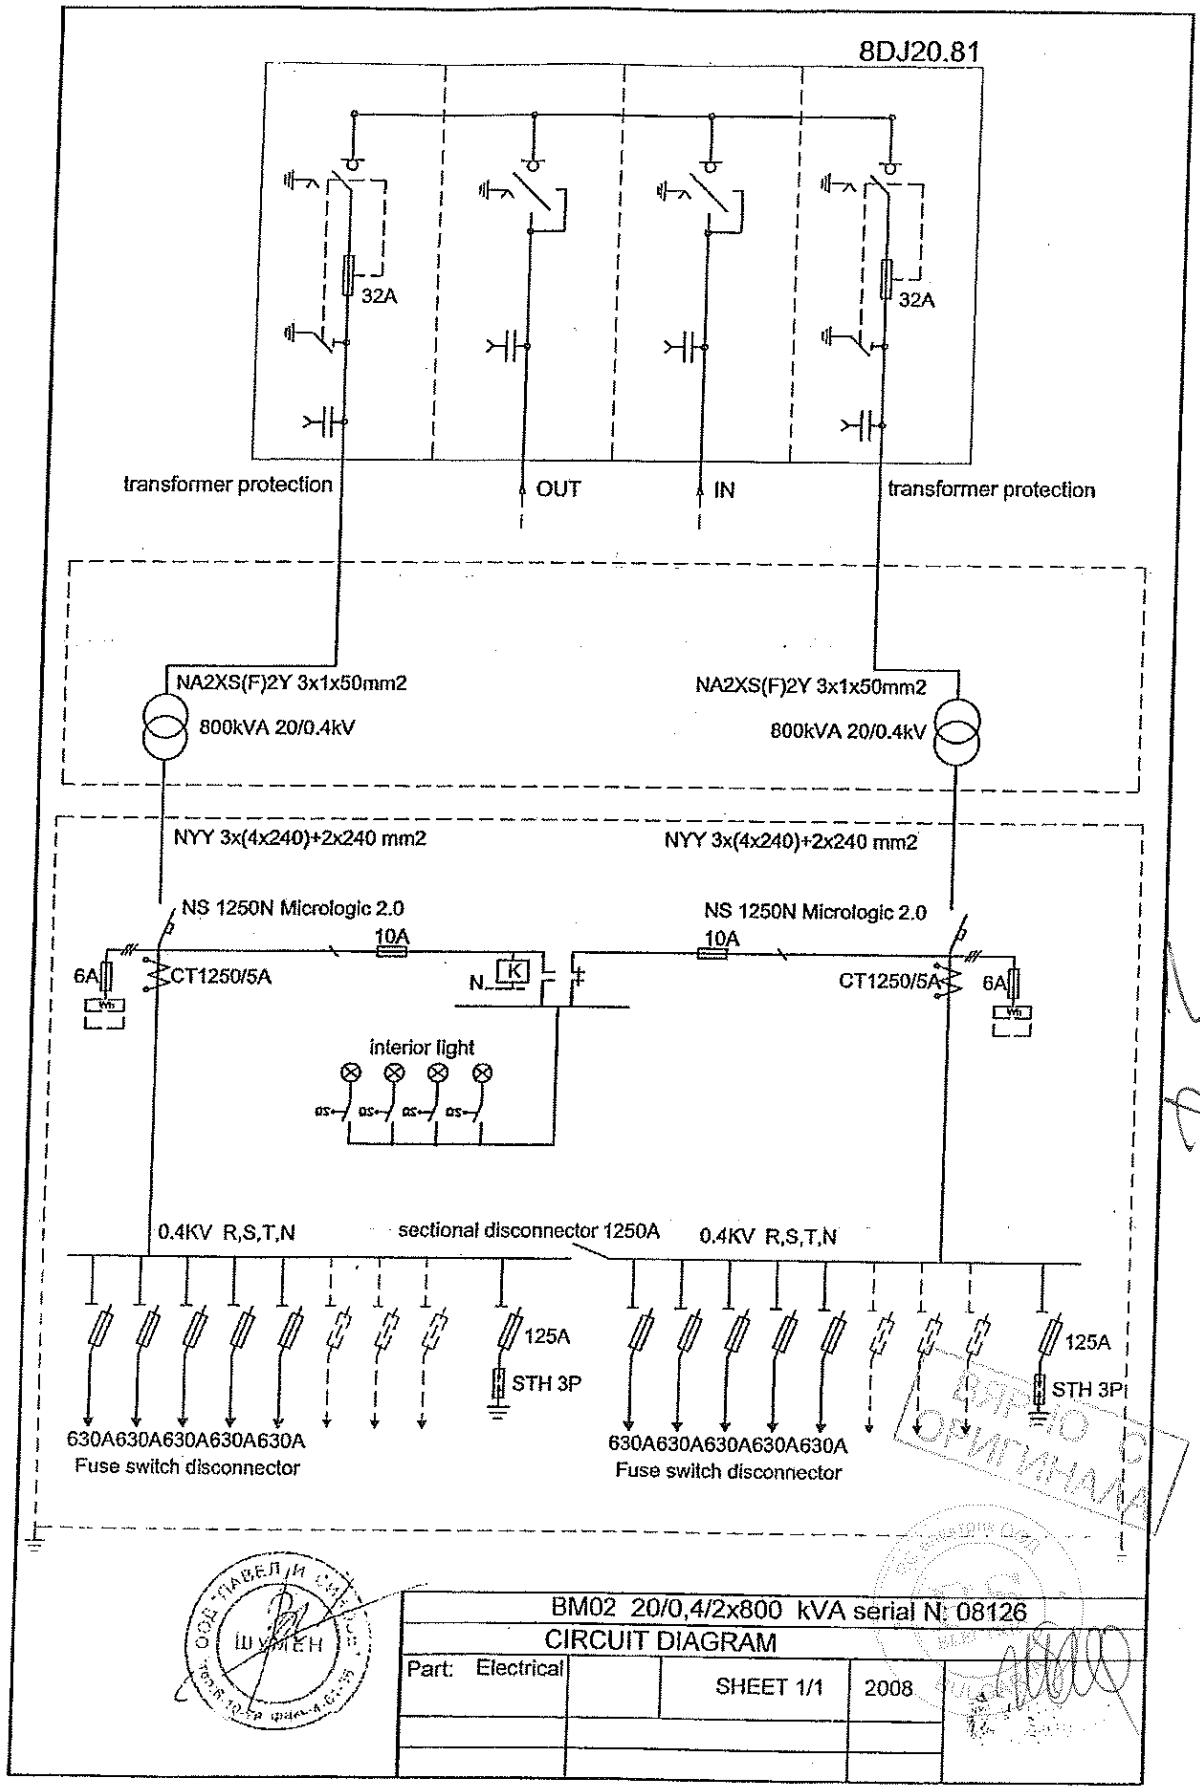 8DJ20.81
32A
32A
transformer protection
OUT
IN
transformer protection
NA2XS(F)2Y 3x1x50mm2
NA2XS(F)2Y 3x1x50mm2
800kVA 20/0.4kV
800kVA 20/0.4kV
NYY 3x(4x240)+2x240 mm2
NYY 3x(4x240)+2x240 mm2
NS 1250N Micrologic 2.0
NS 1250N Micrologic 2.0
10A
10A
6A
CT1250/5A
N
K
CT1250/5A
6A
Wh
Wh
interior light
0.4KV R,S,T,N
sectional disconnector 1250A
0.4KV R,S,T,N
125A
125A
STH 3P
STH 3P
630A630A630A630A630A
630A630A630A630A630A
Fuse switch disconnector
Fuse switch disconnector
ВЯРНО С
ОРИГИНАЛА
ШУМЕН
BM02 20/0,4/2x800 kVA serial N: 08126
CIRCUIT DIAGRAM
Part: Electrical
SHEET 1/1
2008